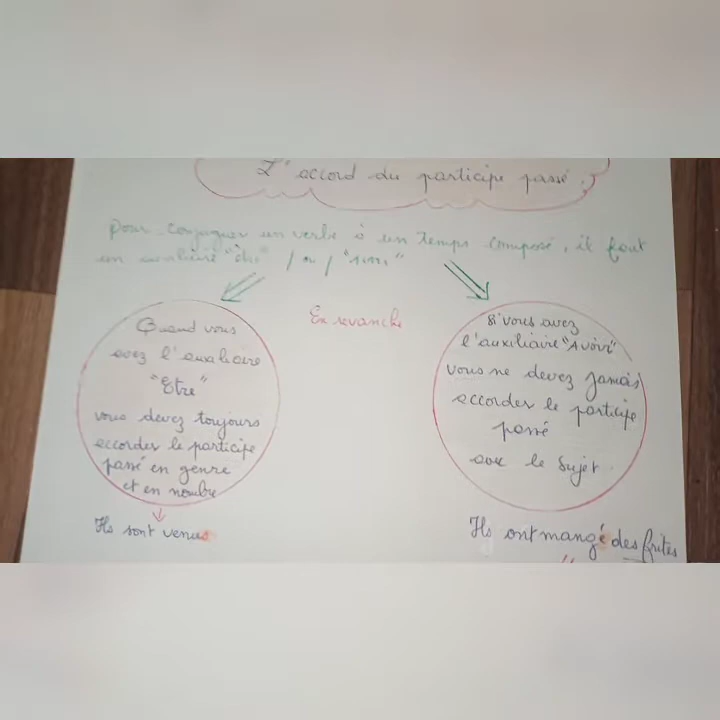 L'accord du participe passé.
Pour conjuguer un verbe à un temps composé, il faut
un auxiliaire "être" / ou /
En revanche
Quand vous
avez l'auxiliaire
"Etre"
vous devez toujours
accorder le participe
passé en genre
et en nombre
Ils sont venus
Si vous avez
l'auxiliaire "Avoir"
vous ne devez jamais
accorder le participe
passé
avec le sujet
Ils ont mangé des frites